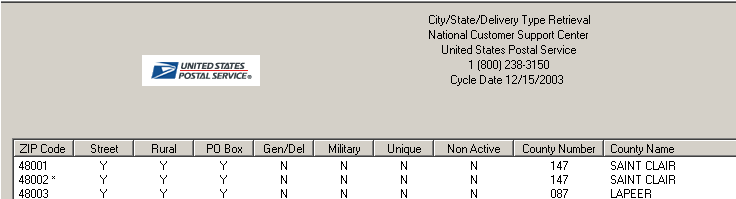 City/State/Delivery Type Retrieval
National Customer Support Center
United States Postal Service
1 (800) 238-3150
Cycle Date 12/15/2003
UNITED STATES
POSTAL SERVICE®
ZIP Code Street Rural PO Box Gen/Del Military Unique Non Active County Number County Name
48001 Y Y Y N N N N 147 SAINT CLAIR
48002 * Y Y Y N N N N 147 SAINT CLAIR
48003 Y Y Y N N N N 087 LAPEER